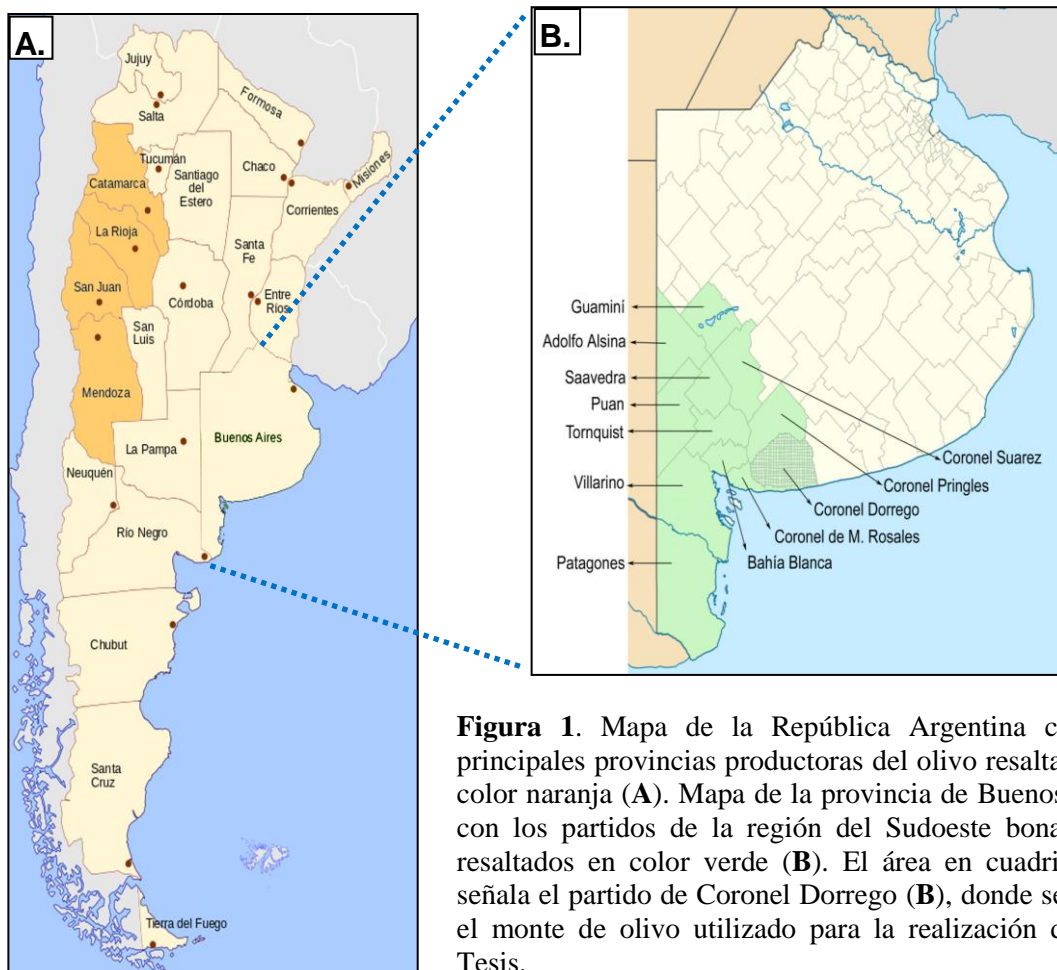 A.
Jujuy
Salta
Formosa
Tucumán
Catamarca
Santiago
del
Estero
Chaco
Misiones
Corrientes
La Rioja
Santa
Fe
San Juan
Córdoba
Entre
Ríos
San
Luis
Mendoza
Buenos Aires
La Pampa
Neuquén
Río Negro
Chubut
Santa
Cruz
Tierra del Fuego
B.
Guaminí
Adolfo Alsina
Saavedra
Puan
Tornquist
Villarino
Patagones
Coronel Suarez
Coronel Pringles
Coronel Dorrego
Coronel de M. Rosales
Bahía Blanca
Figura 1. Mapa de la República Argentina c
principales provincias productoras del olivo resalta
color naranja (A). Mapa de la provincia de Buenos
con los partidos de la región del Sudoeste bona
resaltados en color verde (B). El área en cuadri
señala el partido de Coronel Dorrego (B), donde se
el monte de olivo utilizado para la realización d
Tesis.